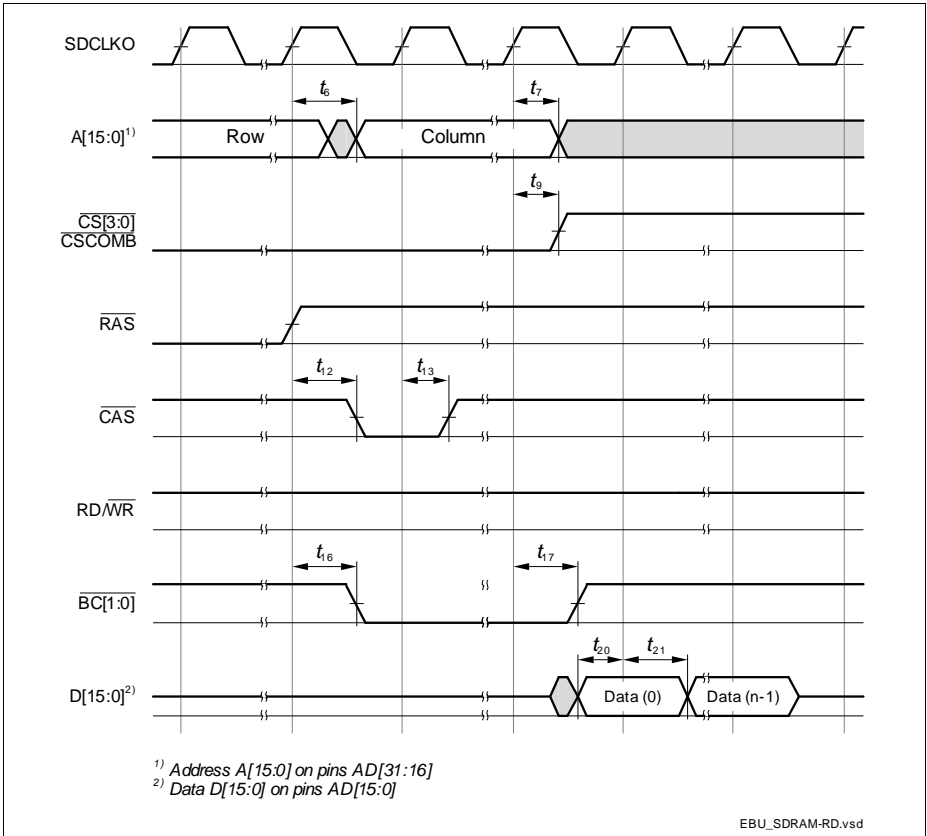 SDCLKO
t6
t7
A[15:0]1)
Row
Column
t9
CS[3:0]
CSCOMB
RAS
t12
t13
CAS
RD/WR
t16
t17
BC[1:0]
t20
t21
D[15:0]2)
Data (0)
Data (n-1)
1) Address A[15:0] on pins AD[31:16]
2) Data D[15:0] on pins AD[15:0]
EBU_SDRAM-RD.vsd